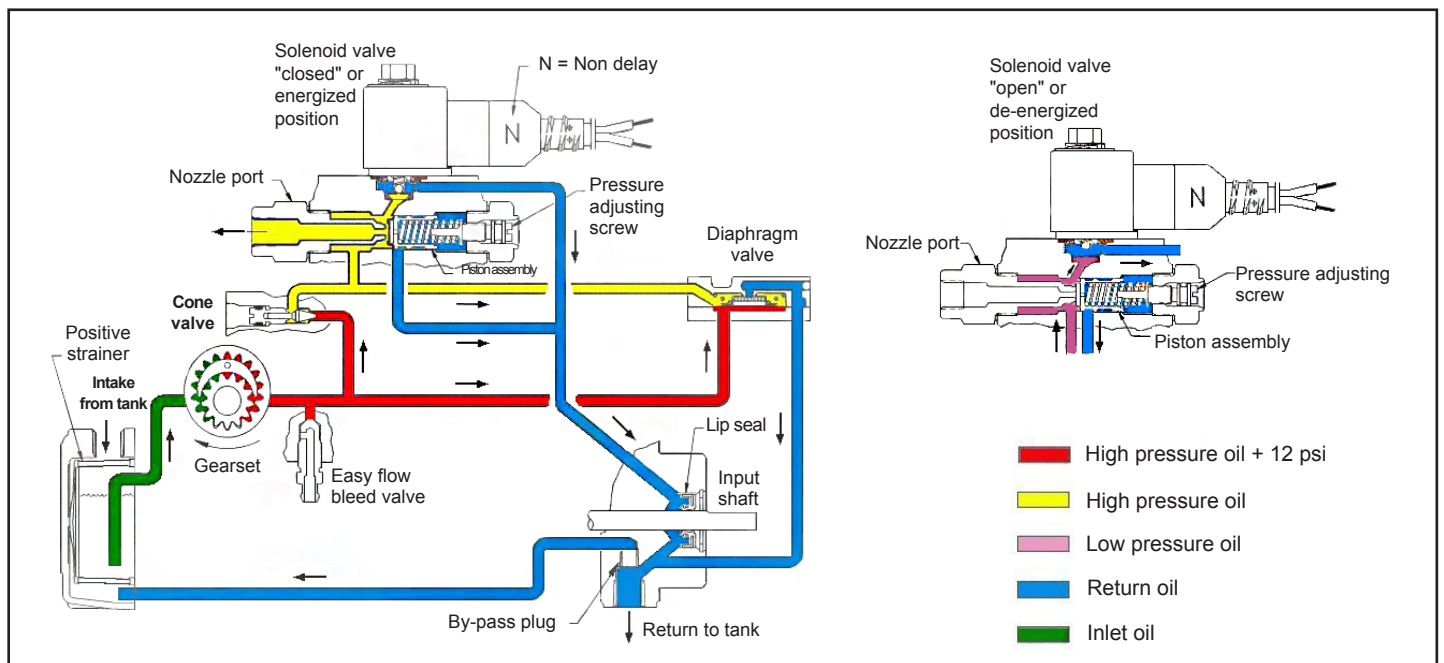 Solenoid valve
"closed" or
energized
position
N = Non delay
N
Nozzle port
Pressure
adjusting
screw
Piston assembly
Diaphragm
valve
Cone
valve
Positive
strainer
Intake
from tank
Gearset
Easy flow
bleed valve
Lip seal
Input
shaft
By-pass plug
Return to tank
Solenoid valve
"open" or
de-energized
position
N
Nozzle port
Pressure adjusting
screw
Piston assembly
High pressure oil + 12 psi
High pressure oil
Low pressure oil
Return oil
Inlet oil